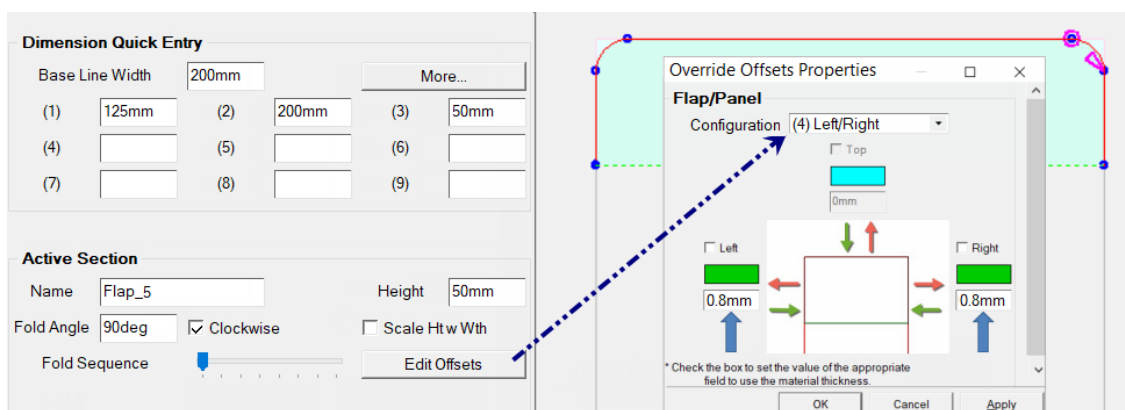 Dimension Quick Entry
Base Line Width 200mm More...
(1) 125mm (2) 200mm (3) 50mm
(4) (5) (6)
(7) (8) (9)
Active Section
Name Flap_5 Height 50mm
Fold Angle 90deg Clockwise Scale Ht w Wth
Fold Sequence Edit Offsets
Override Offsets Properties
Flap/Panel
Configuration (4) Left/Right
Top
0mm
Left Right
0.8mm 0.8mm
* Check the box to set the value of the appropriate
field to use the material thickness.
OK Cancel Apply